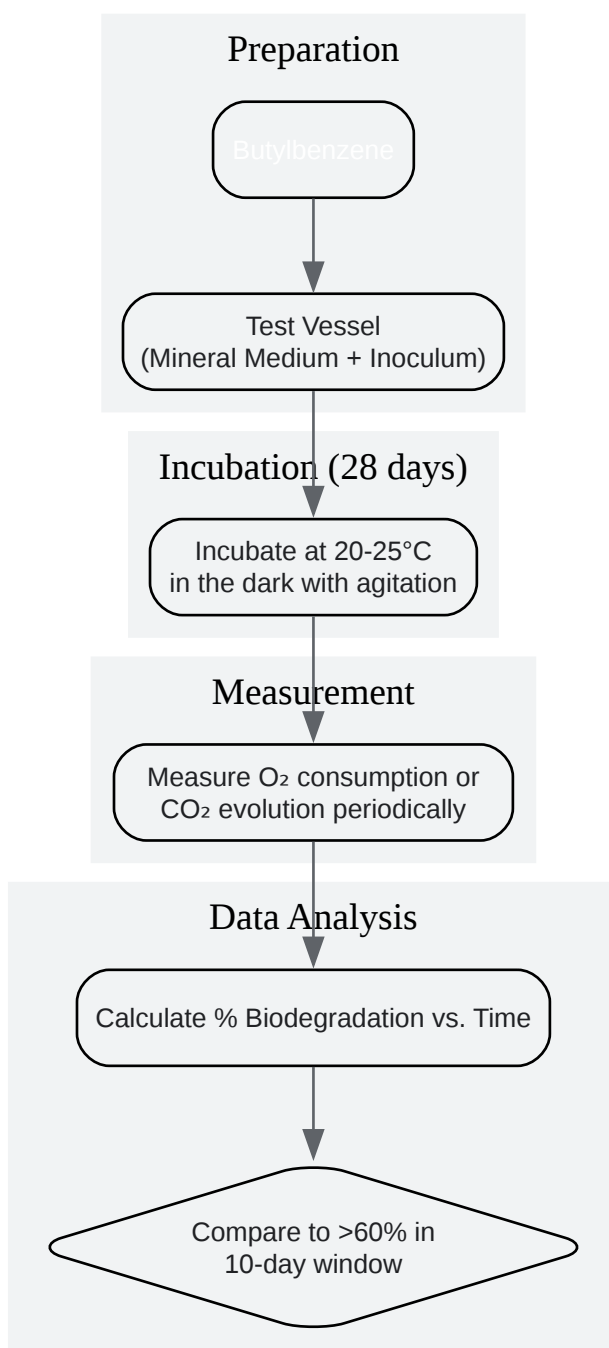 Preparation
Butylbenzene
Test Vessel
(Mineral Medium + Inoculum)
Incubation (28 days)
Incubate at 20-25°C
in the dark with agitation
Measurement
Measure O₂ consumption or
CO₂ evolution periodically
Data Analysis
Calculate % Biodegradation vs. Time
Compare to >60% in
10-day window